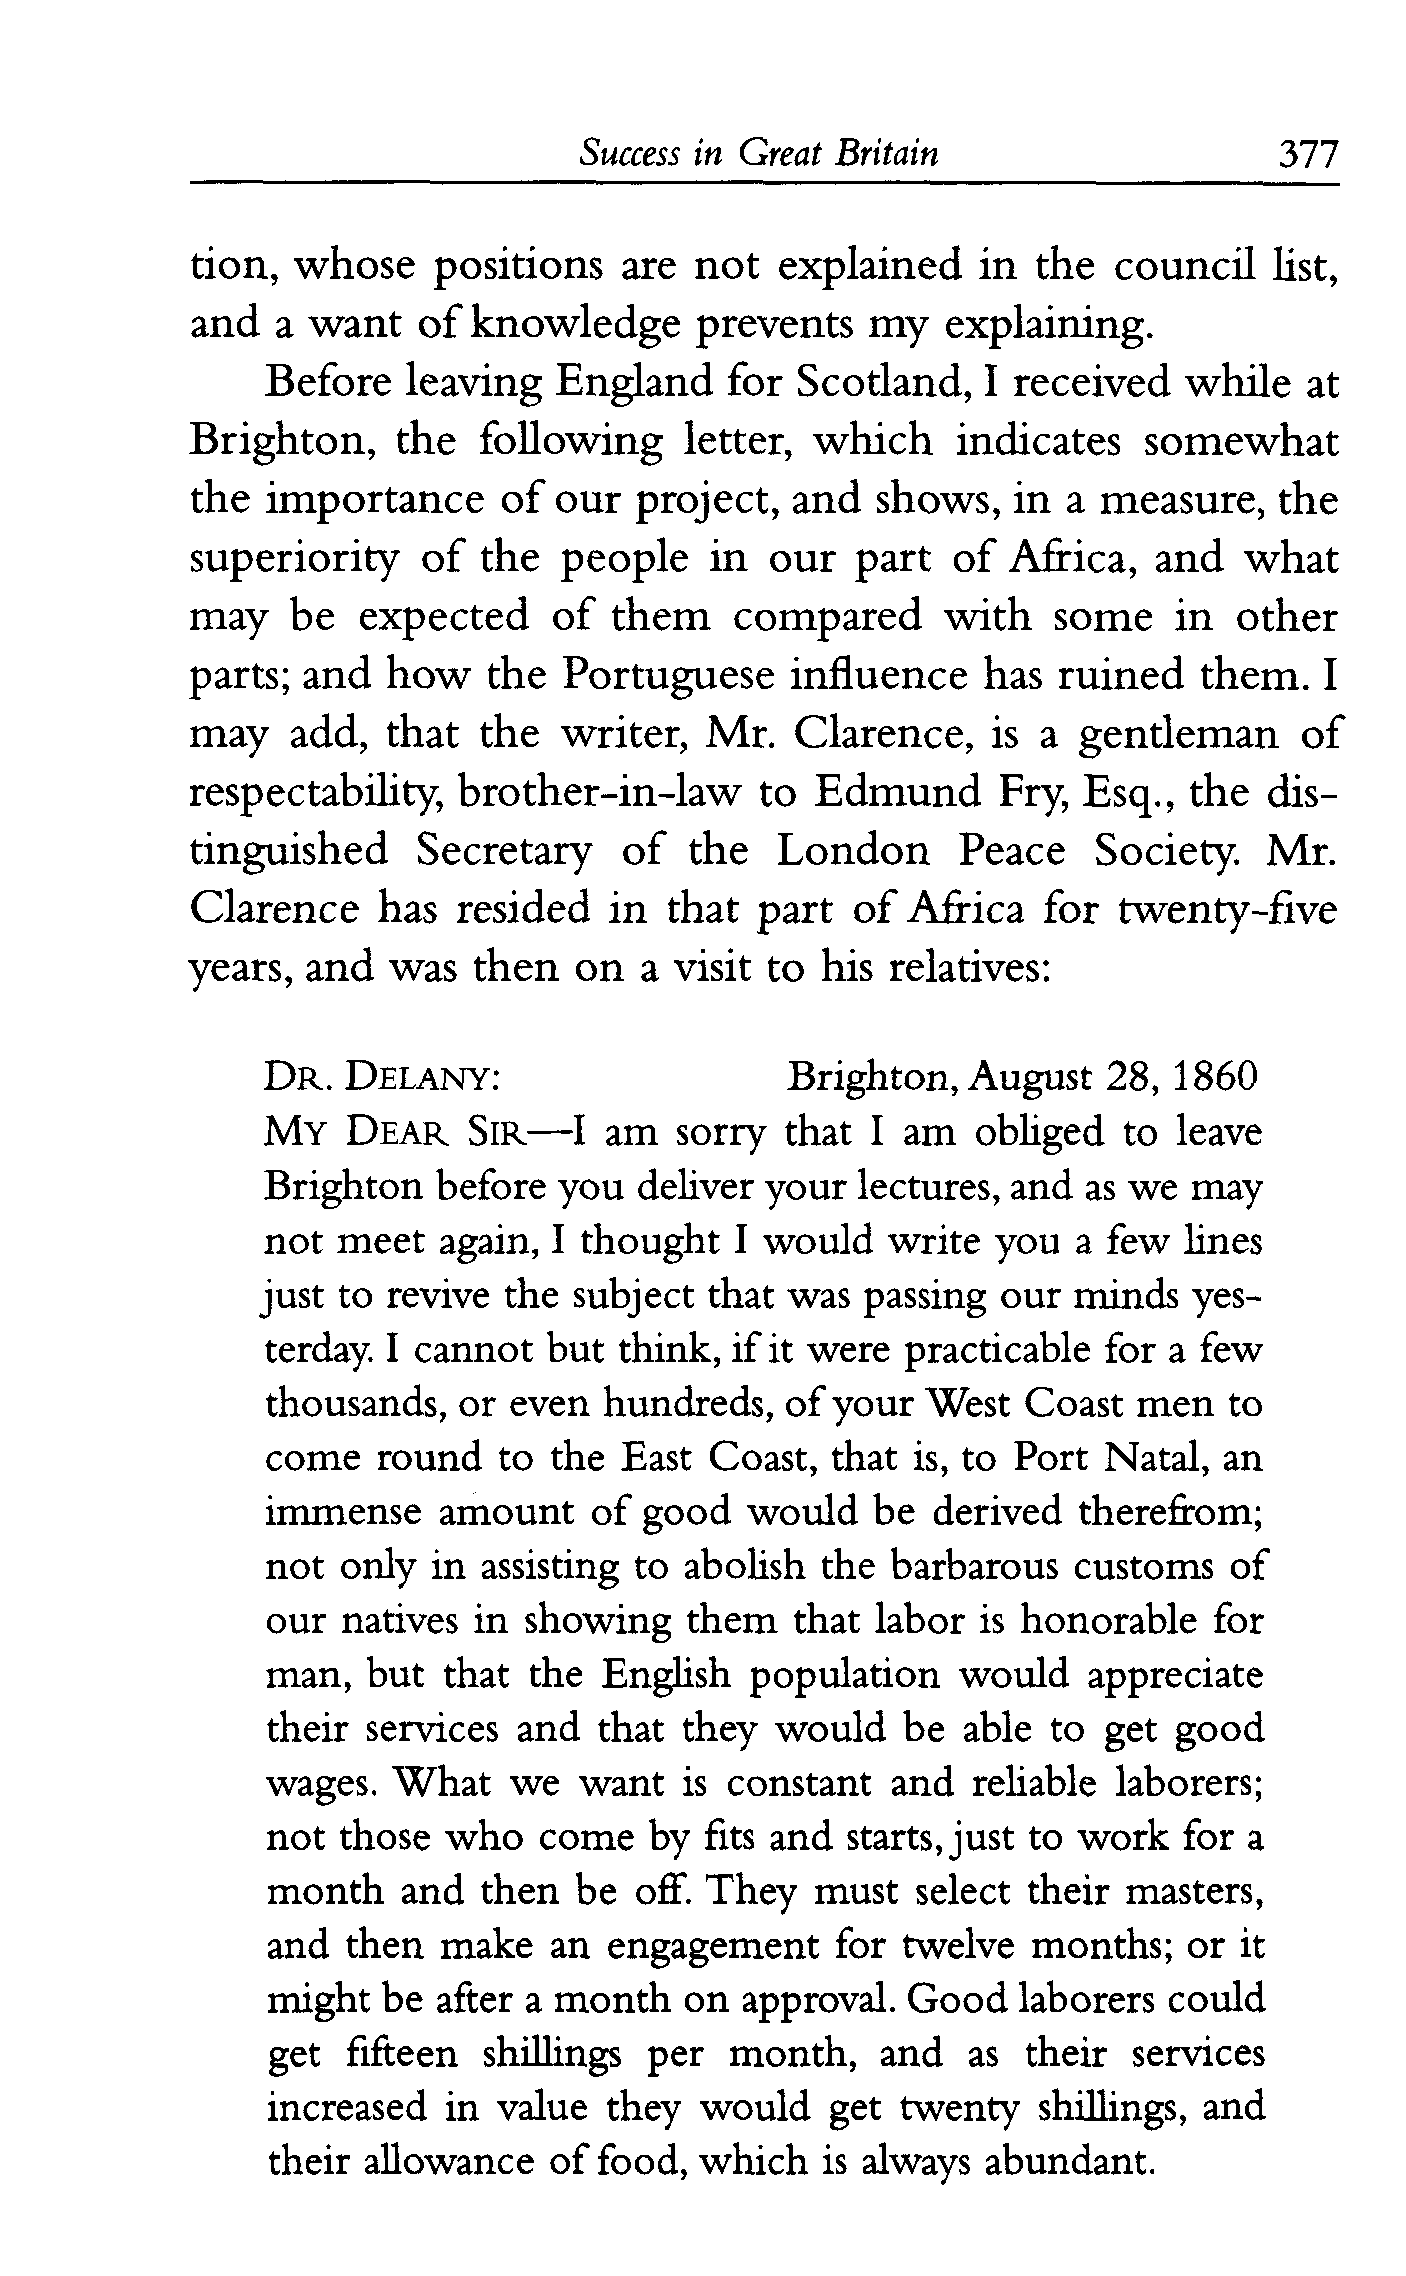 Success in Great Britain 377
tion, whose positions are not explained in the council list,
and a want of knowledge prevents my explaining.
Before leaving England for Scotland, I received while at
Brighton, the following letter, which indicates somewhat
the importance of our project, and shows, in a measure, the
superiority of the people in our part of Africa, and what
may be expected of them compared with some in other
parts; and how the Portuguese influence has ruined them. I
may add, that the writer, Mr. Clarence, is a gentleman of
respectability, brother-in-law to Edmund Fry, Esq., the dis-
tinguished Secretary of the London Peace Society. Mr.
Clarence has resided in that part of Africa for twenty-five
years, and was then on a visit to his relatives:
DR. DELANY: Brighton, August 28, 1860
MY DEAR SIR—I am sorry that I am obliged to leave
Brighton before you deliver your lectures, and as we may
not meet again, I thought I would write you a few lines
just to revive the subject that was passing our minds yes-
terday. I cannot but think, if it were practicable for a few
thousands, or even hundreds, of your West Coast men to
come round to the East Coast, that is, to Port Natal, an
immense amount of good would be derived therefrom;
not only in assisting to abolish the barbarous customs of
our natives in showing them that labor is honorable for
man, but that the English population would appreciate
their services and that they would be able to get good
wages. What we want is constant and reliable laborers;
not those who come by fits and starts, just to work for a
month and then be off. They must select their masters,
and then make an engagement for twelve months; or it
might be after a month on approval. Good laborers could
get fifteen shillings per month, and as their services
increased in value they would get twenty shillings, and
their allowance of food, which is always abundant.